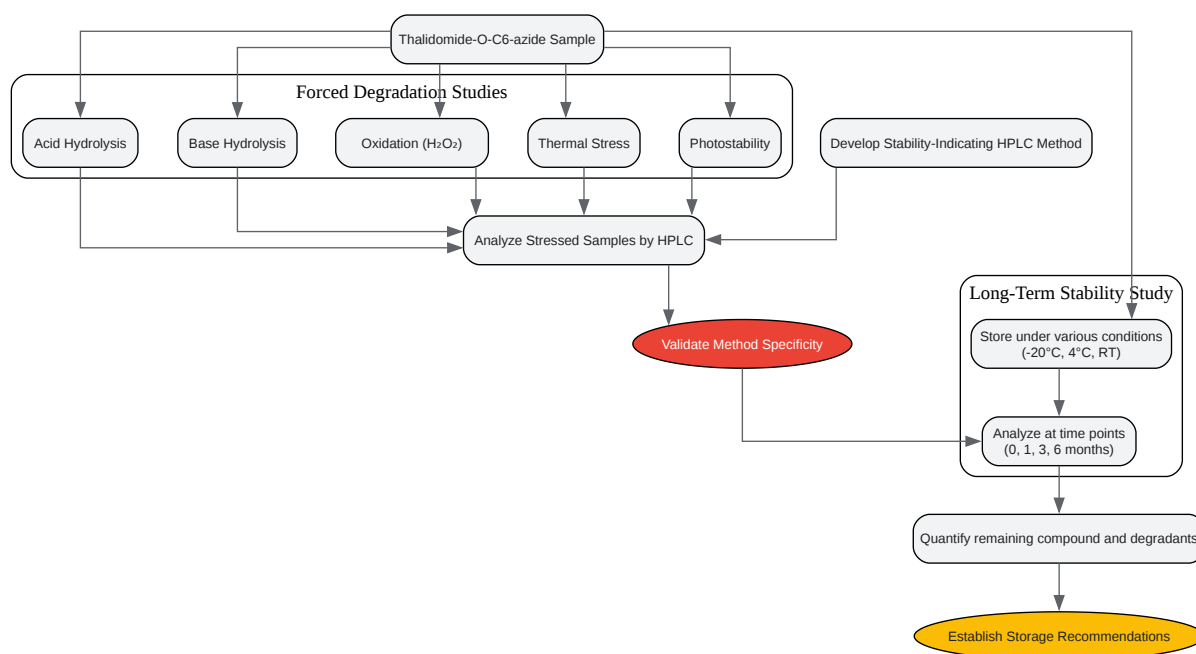 Thalidomide-O-C6-azide Sample
Forced Degradation Studies
Acid Hydrolysis
Base Hydrolysis
Oxidation (H₂O₂)
Thermal Stress
Photostability
Develop Stability-Indicating HPLC Method
Analyze Stressed Samples by HPLC
Long-Term Stability Study
Store under various conditions
(-20°C, 4°C, RT)
Validate Method Specificity
Analyze at time points
(0, 1, 3, 6 months)
Quantify remaining compound and degradants
Establish Storage Recommendations